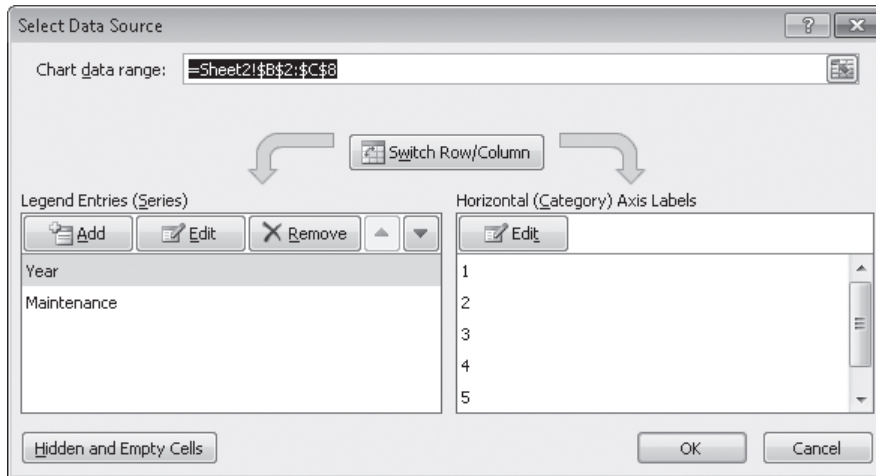 Select Data Source
Chart data range: =Sheet2!$B$2:$C$8
Switch Row/Column
Legend Entries (Series)
Add Edit Remove
Year
Maintenance
Horizontal (Category) Axis Labels
Edit
1
2
3
4
5
Hidden and Empty Cells
OK Cancel